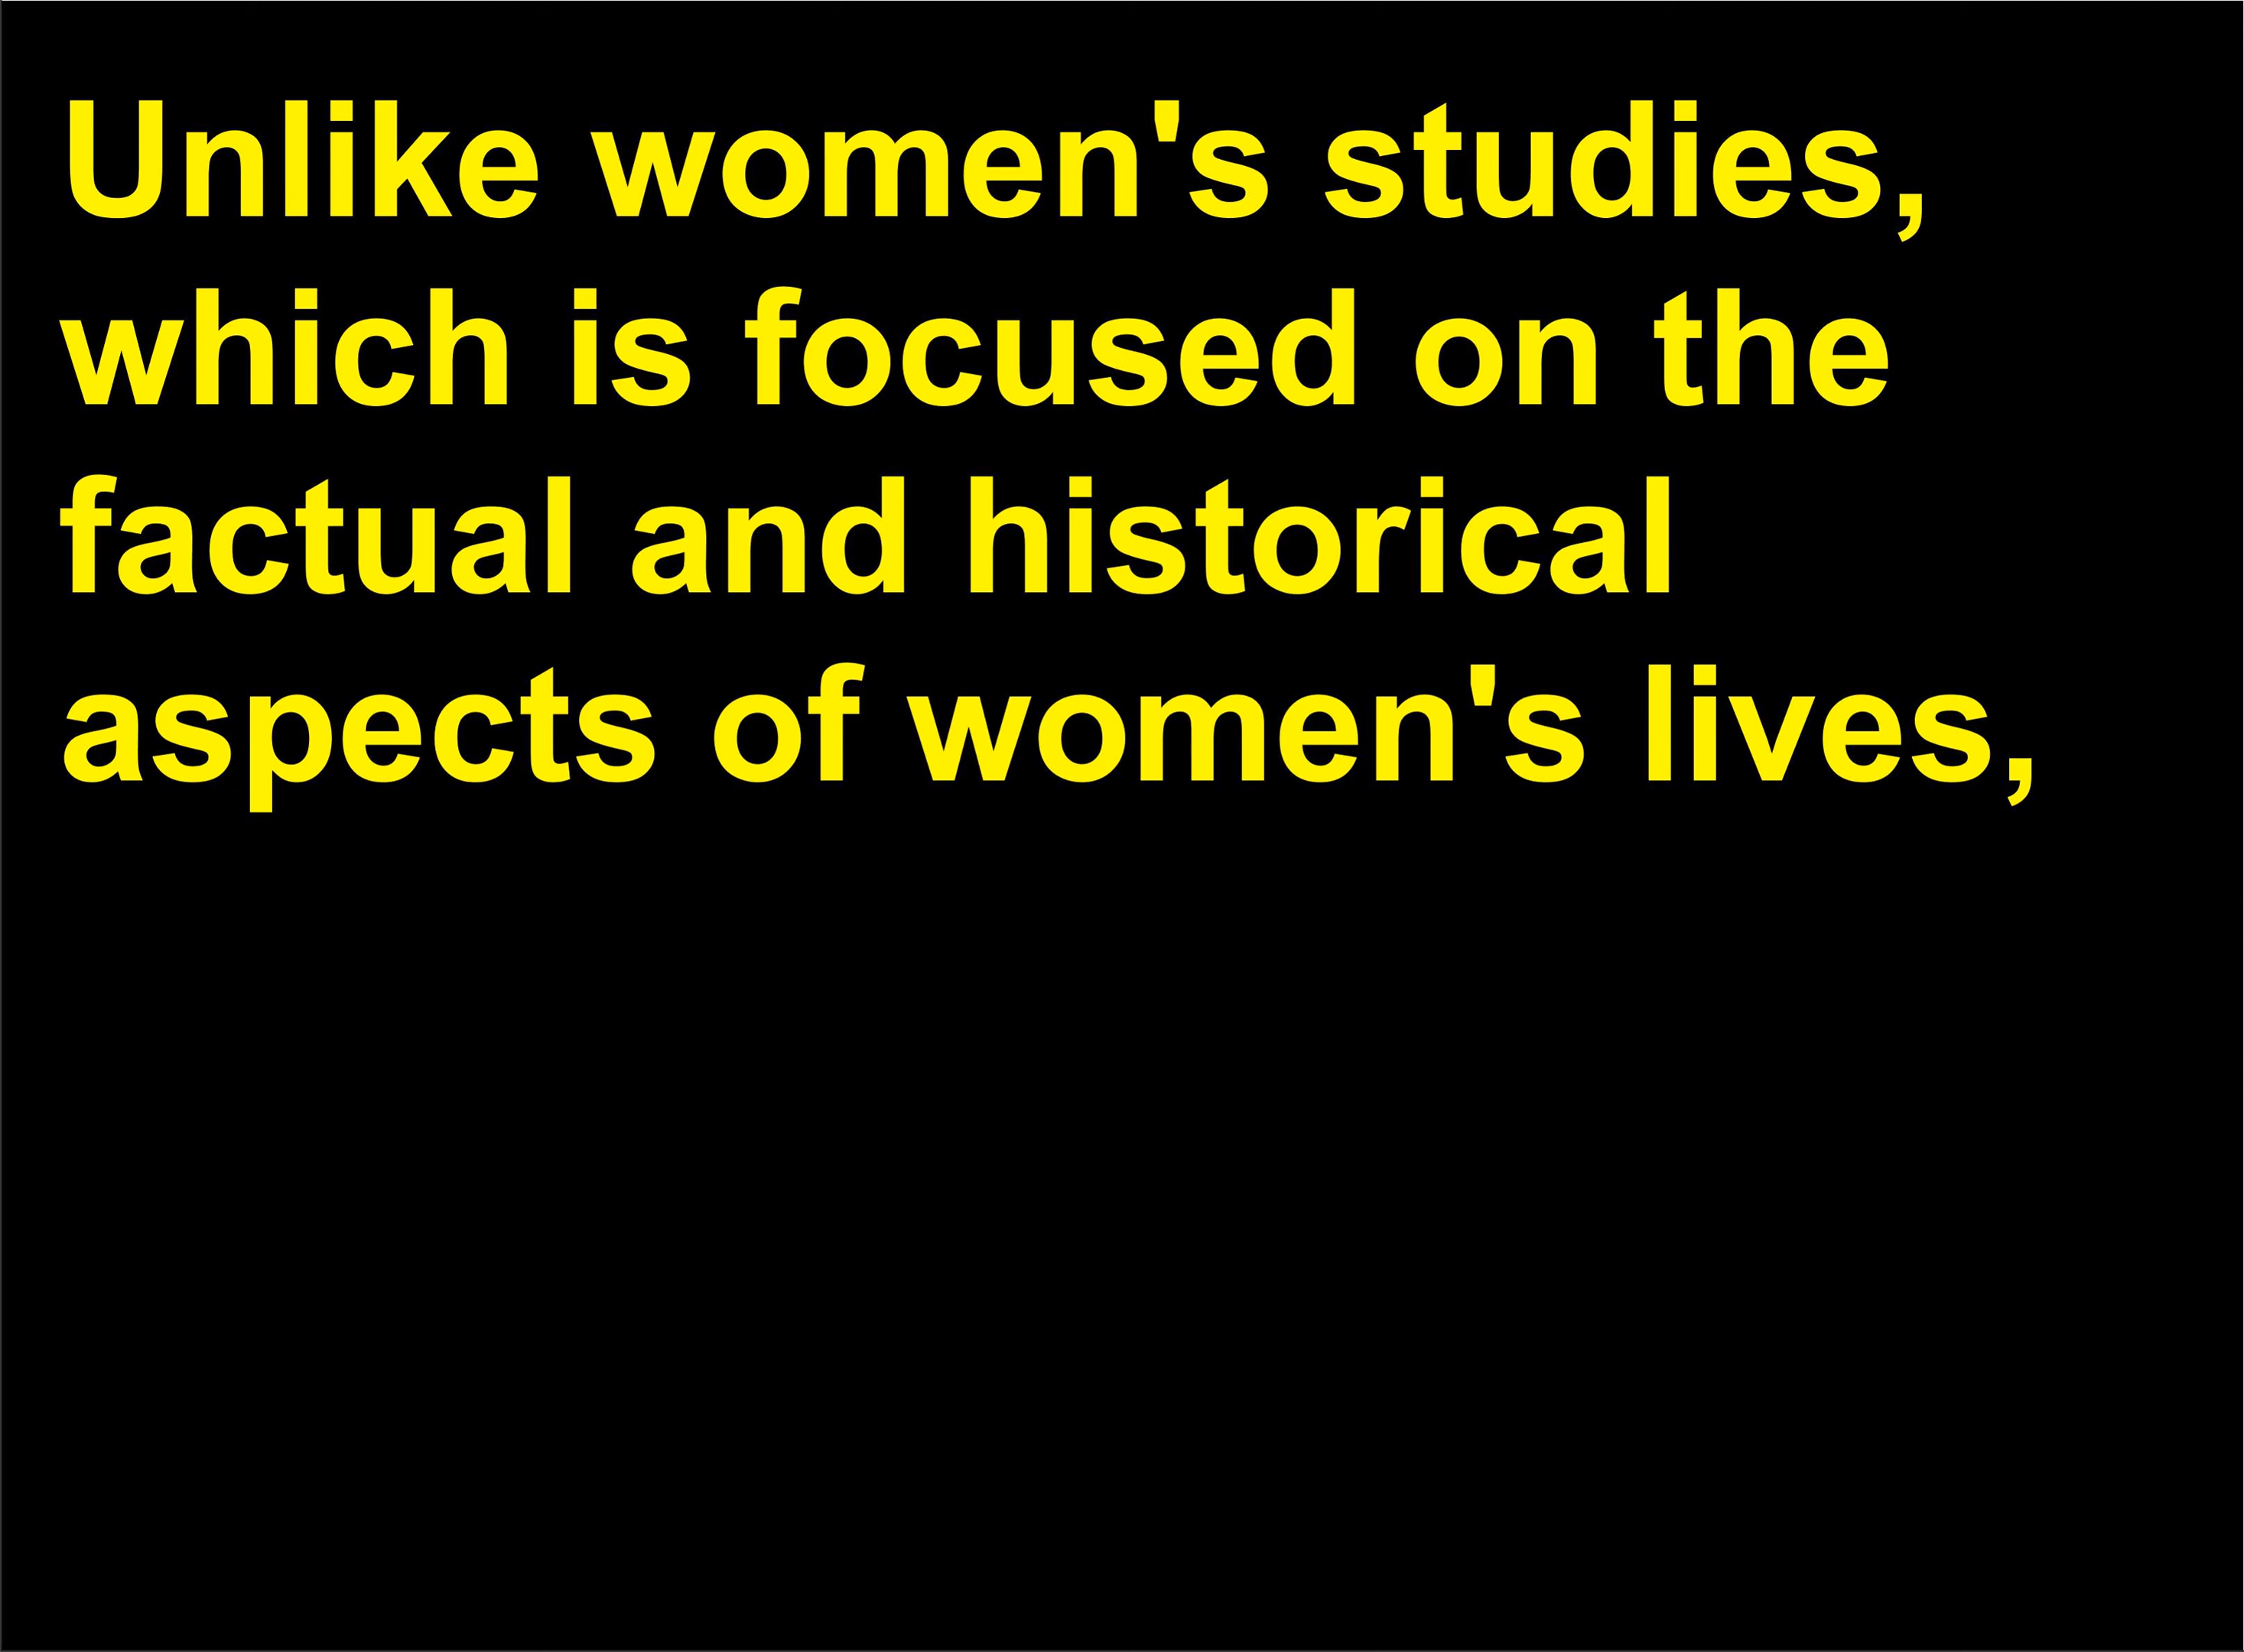 Unlike women's studies,
which is focused on the
factual and historical
aspects of women's lives,